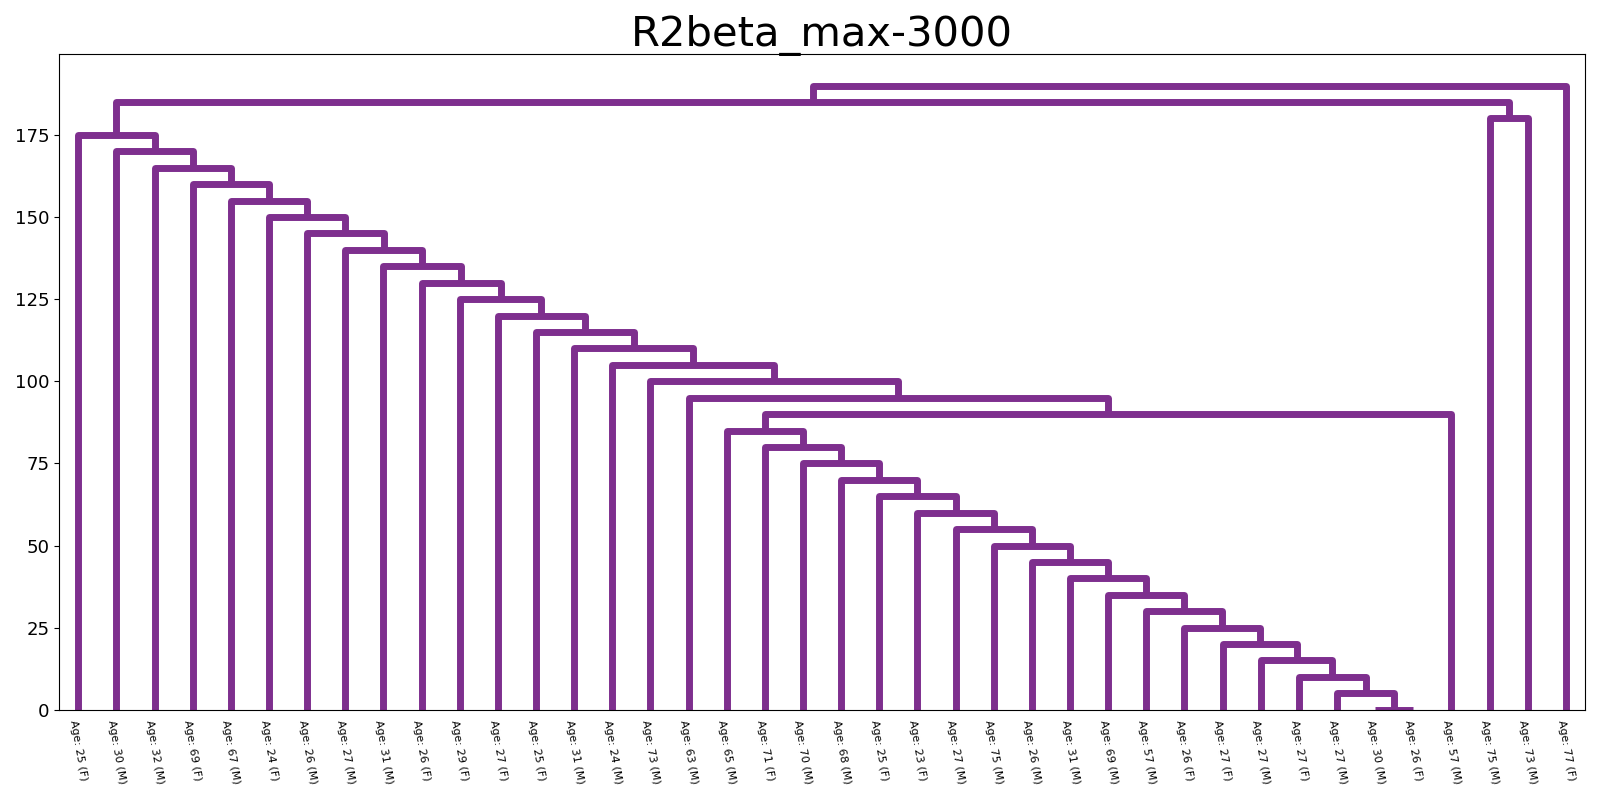 R2beta_max-3000
175
150
125
100
75
50
25
0
Age: 25 (F)
Age: 30 (M)
Age: 32 (M)
Age: 69 (F)
Age: 67 (M)
Age: 24 (F)
Age: 26 (M)
Age: 27 (M)
Age: 31 (M)
Age: 26 (F)
Age: 29 (F)
Age: 27 (F)
Age: 25 (F)
Age: 31 (M)
Age: 24 (M)
Age: 73 (M)
Age: 63 (M)
Age: 65 (M)
Age: 71 (F)
Age: 70 (M)
Age: 68 (M)
Age: 25 (F)
Age: 23 (F)
Age: 27 (M)
Age: 75 (M)
Age: 26 (M)
Age: 31 (M)
Age: 69 (M)
Age: 57 (M)
Age: 26 (F)
Age: 27 (F)
Age: 27 (M)
Age: 27 (F)
Age: 27 (M)
Age: 30 (M)
Age: 26 (F)
Age: 57 (M)
Age: 75 (M)
Age: 73 (M)
Age: 77 (F)